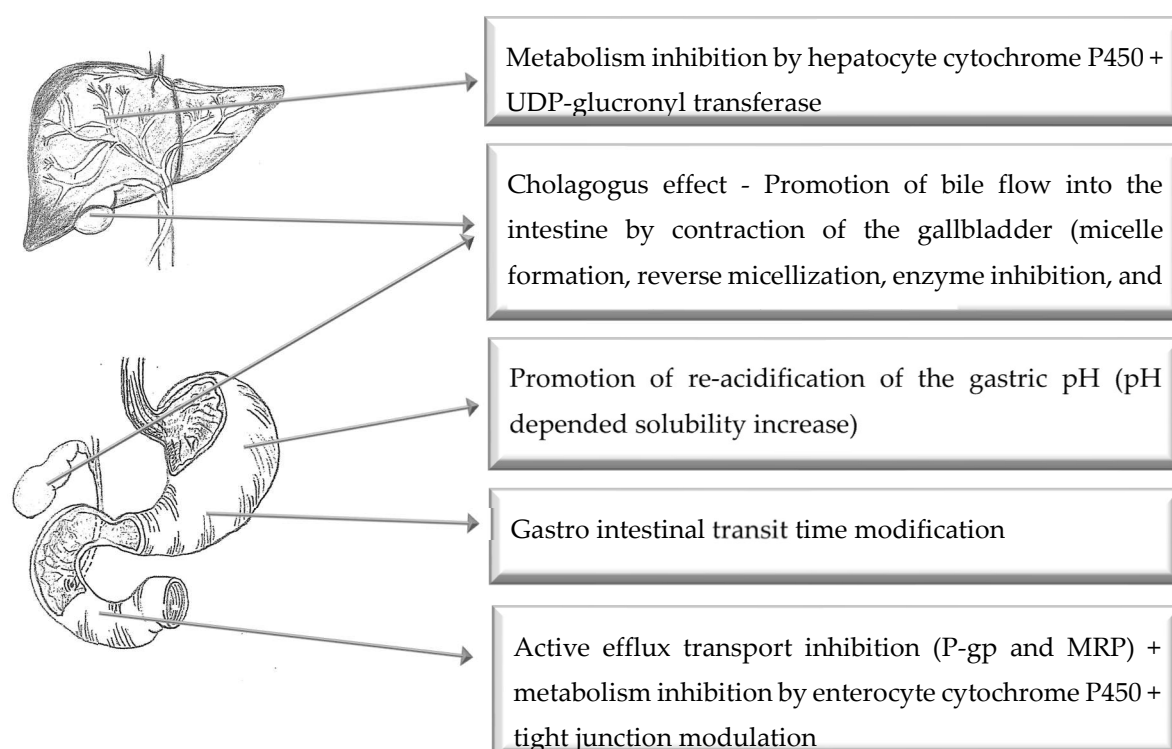 Metabolism inhibition by hepatocyte cytochrome P450 +
UDP-glucronyl transferase
Cholagogus effect - Promotion of bile flow into the
intestine by contraction of the gallbladder (micelle
formation, reverse micellization, enzyme inhibition, and
Promotion of re-acidification of the gastric pH (pH
depended solubility increase)
Gastro intestinal transit time modification
Active efflux transport inhibition (P-gp and MRP) +
metabolism inhibition by enterocyte cytochrome P450 +
tight junction modulation